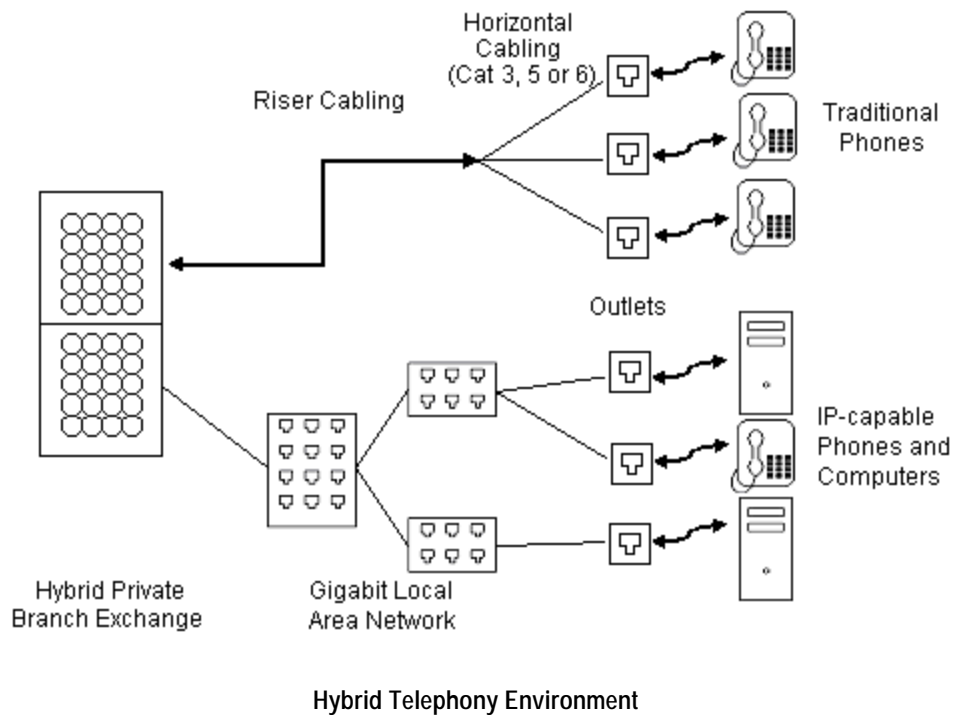 Horizontal
Cabling
(Cat 3, 5 or 6)
Riser Cabling
Traditional
Phones
Outlets
IP-capable
Phones and
Computers
Hybrid Private
Branch Exchange
Gigabit Local
Area Network
Hybrid Telephony Environment